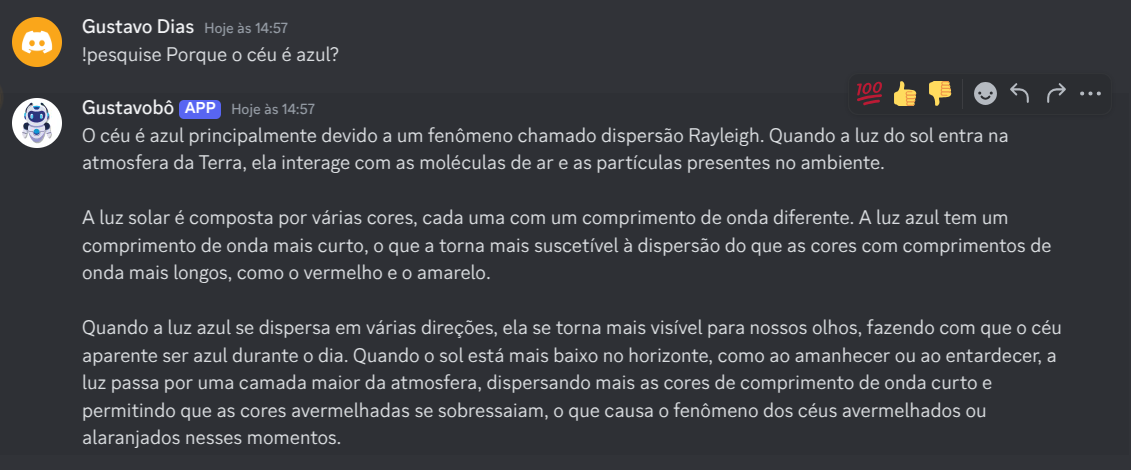 Gustavo Dias Hoje às 14:57
!pesquise Porque o céu é azul?
100
Gustavobô APP Hoje às 14:57
O céu é azul principalmente devido a um fenômeno chamado dispersão Rayleigh. Quando a luz do sol entra na
atmosfera da Terra, ela interage com as moléculas de ar e as partículas presentes no ambiente.
A luz solar é composta por várias cores, cada uma com um comprimento de onda diferente. A luz azul tem um
comprimento de onda mais curto, o que a torna mais suscetível à dispersão do que as cores com comprimentos de
onda mais longos, como o vermelho e o amarelo.
Quando a luz azul se dispersa em várias direções, ela se torna mais visível para nossos olhos, fazendo com que o céu
aparente ser azul durante o dia. Quando o sol está mais baixo no horizonte, como ao amanhecer ou ao entardecer, a
luz passa por uma camada maior da atmosfera, dispersando mais as cores de comprimento de onda curto e
permitindo que as cores avermelhadas se sobressaiam, o que causa o fenômeno dos céus avermelhados ou
alaranjados nesses momentos.